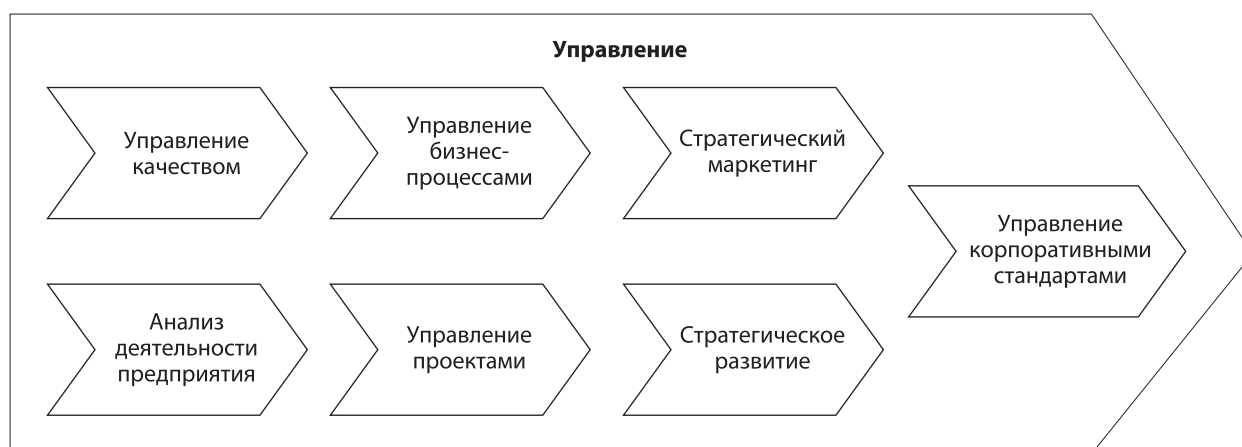 Управление
Управление
качеством
Управление
бизнес-
процессами
Стратегический
маркетинг
Управление
корпоративными
стандартами
Анализ
деятельности
предприятия
Управление
проектами
Стратегическое
развитие